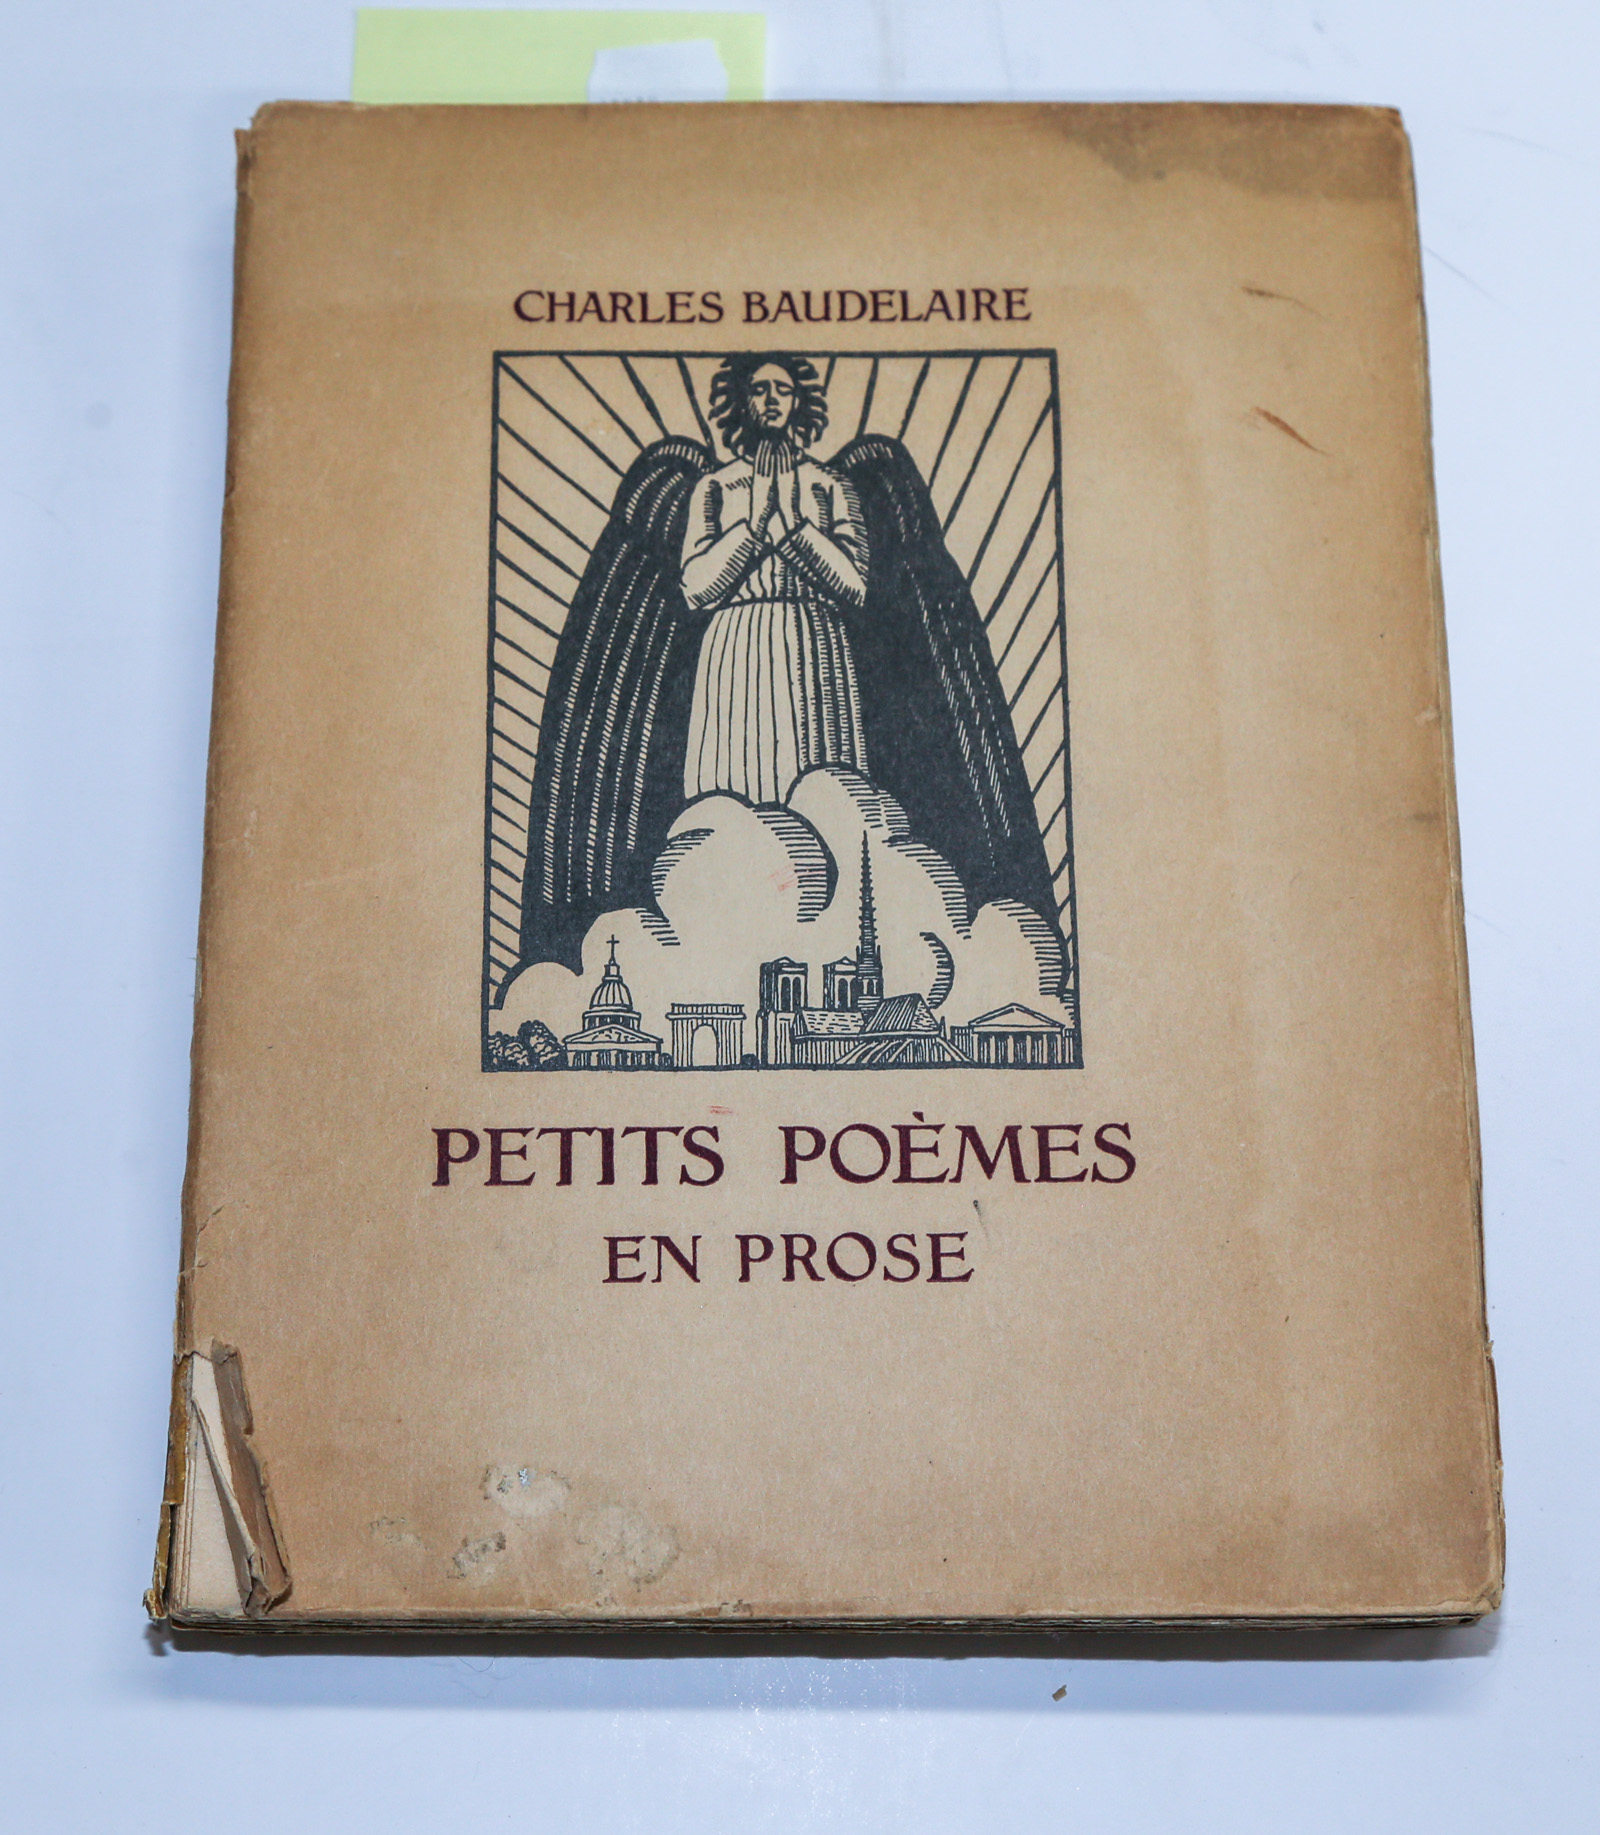 CHARLES BAUDELAIRE
PETITS POÈMES
EN PROSE